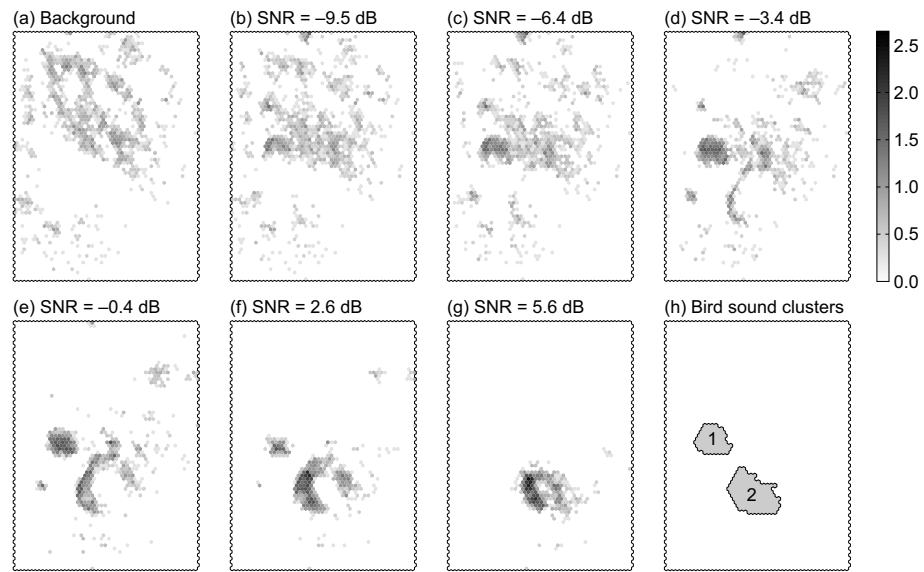 (a) Background
(b) SNR = –9.5 dB
(c) SNR = –6.4 dB
(d) SNR = –3.4 dB
2.5
2.0
1.5
1.0
0.5
0.0
(e) SNR = –0.4 dB
(f) SNR = 2.6 dB
(g) SNR = 5.6 dB
(h) Bird sound clusters
1
2